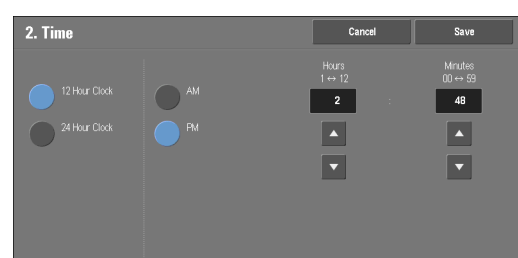 2. Time
Cancel
Save
12 Hour Clock
24 Hour Clock
AM
PM
Hours
1 ↔ 12
2
:
Minutes
00 ↔ 59
48